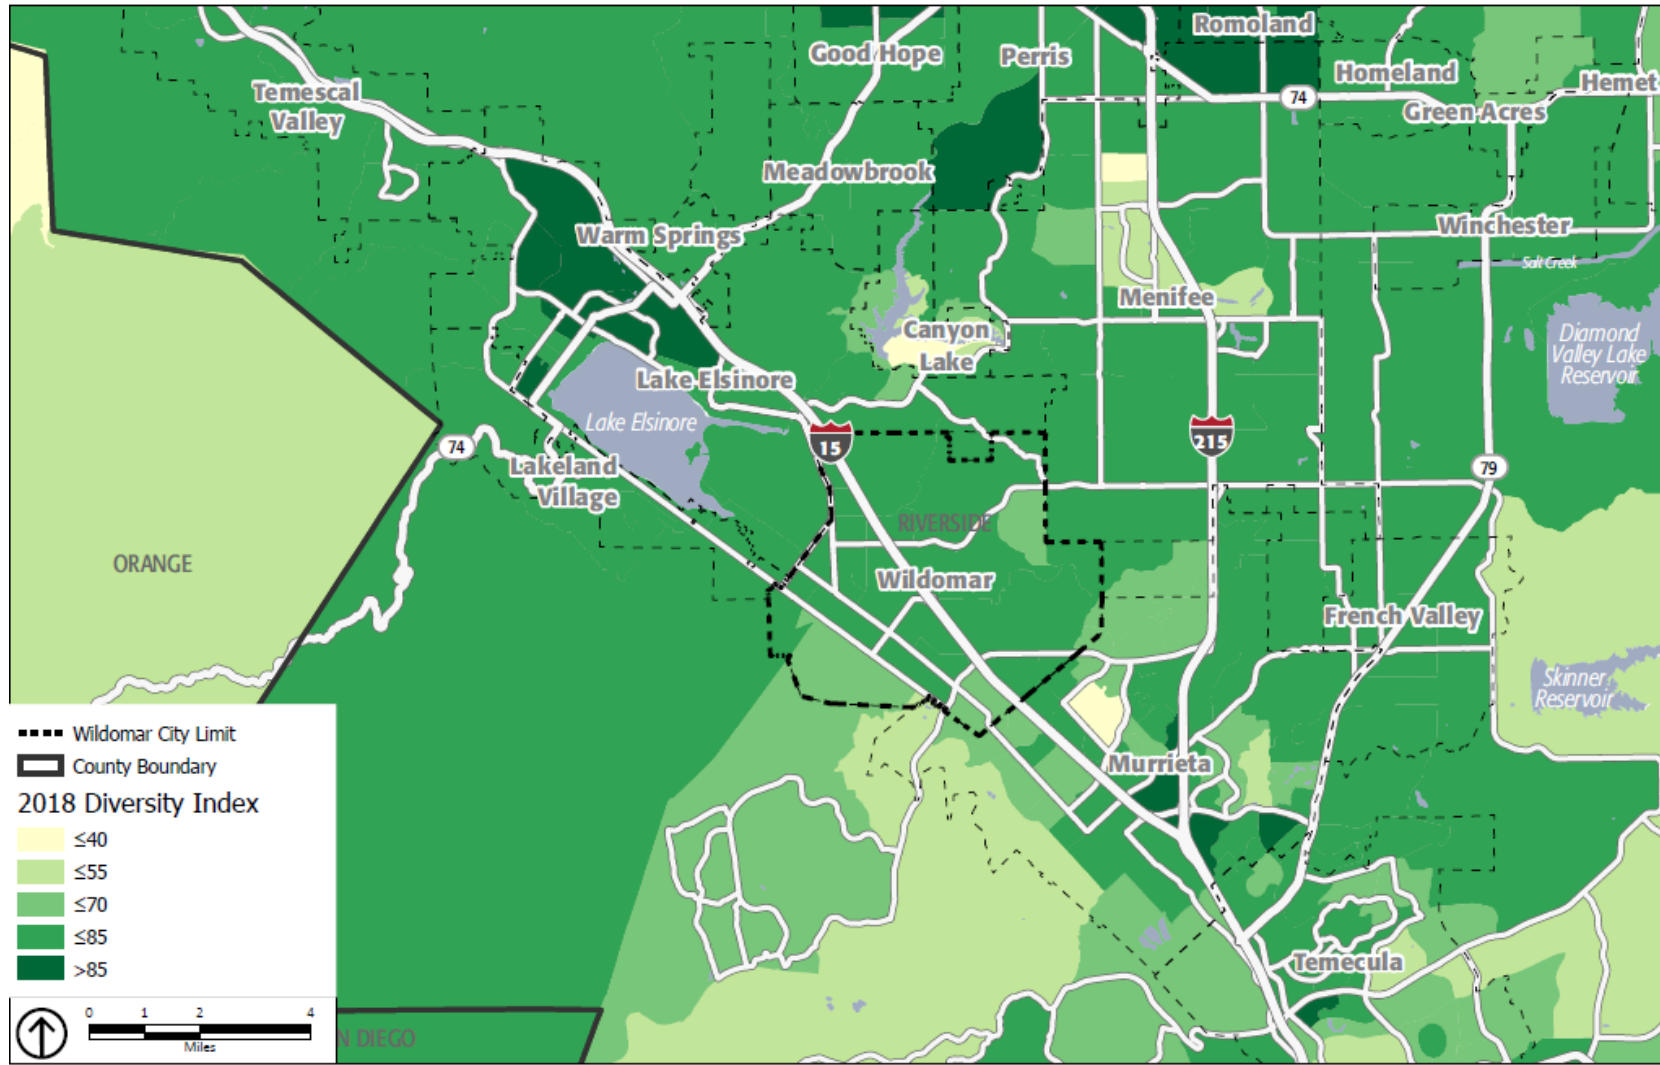 Romoland
Good Hope
Perris
Homeland
Hemet
Temescal
Valley
74
Green Acres
Meadowbrook
Warm Springs
Winchester
Salt Creek
Menifee
Canyon
Lake
Diamond
Valley Lake
Reservoir
Lake Elsinore
Lake Elsinore
15
215
74
79
Lakeland
Village
RIVERSIDE
ORANGE
Wildomar
French Valley
Skinner
Reservoir
Murrieta
Temecula
N DIEGO
Wildomar City Limit
County Boundary
2018 Diversity Index
≤40
≤55
≤70
≤85
>85
0 1 2 4
Miles